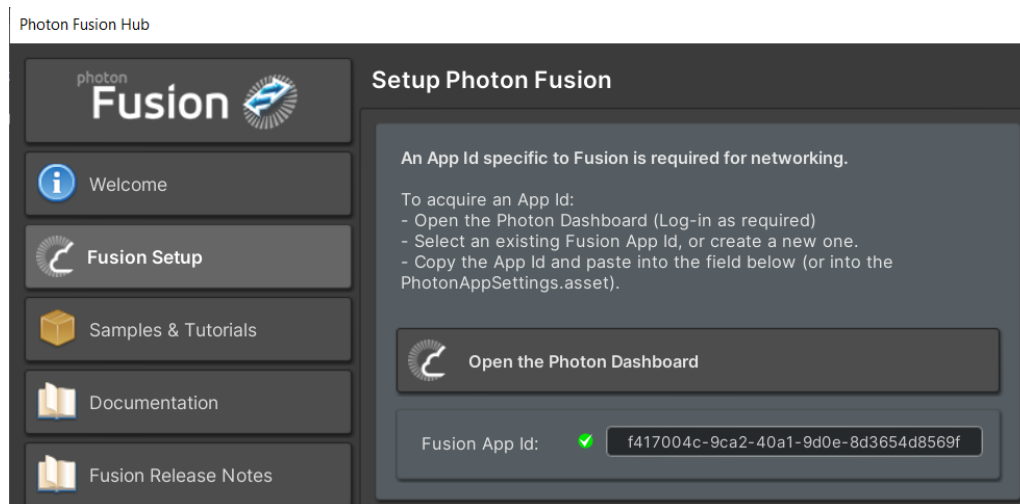 Photon Fusion Hub
photon
Fusion
Welcome
Fusion Setup
Samples & Tutorials
Documentation
Fusion Release Notes
Setup Photon Fusion
An App Id specific to Fusion is required for networking.
To acquire an App Id:
- Open the Photon Dashboard (Log-in as required)
- Select an existing Fusion App Id, or create a new one.
- Copy the App Id and paste into the field below (or into the
PhotonAppSettings.asset).
Open the Photon Dashboard
Fusion App Id: f417004c-9ca2-40a1-9d0e-8d3654d8569f